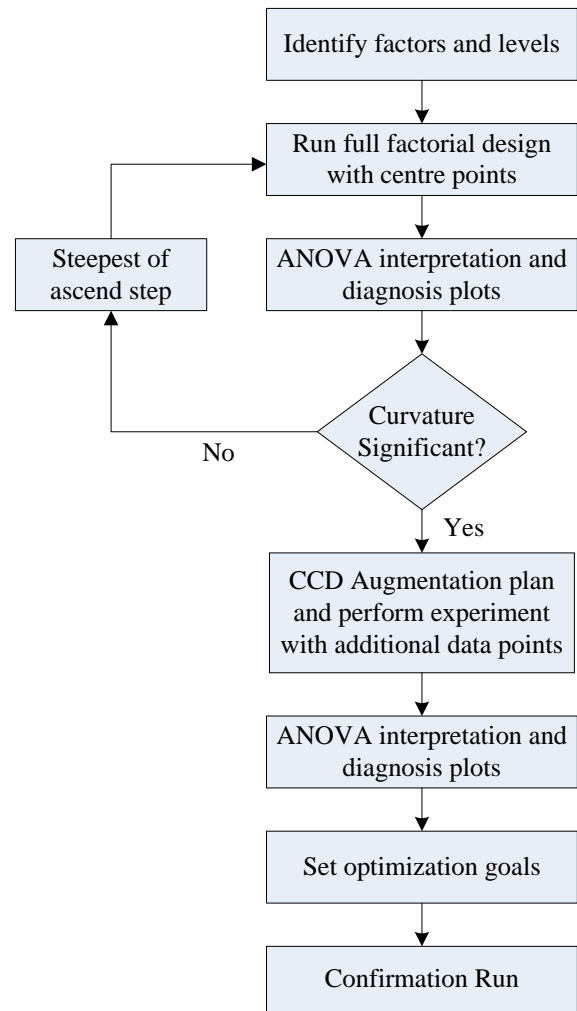 Identify factors and levels
Run full factorial design
with centre points
Steepest of
ascend step
ANOVA interpretation and
diagnosis plots
Curvature
Significant?
No
Yes
CCD Augmentation plan
and perform experiment
with additional data points
ANOVA interpretation and
diagnosis plots
Set optimization goals
Confirmation Run